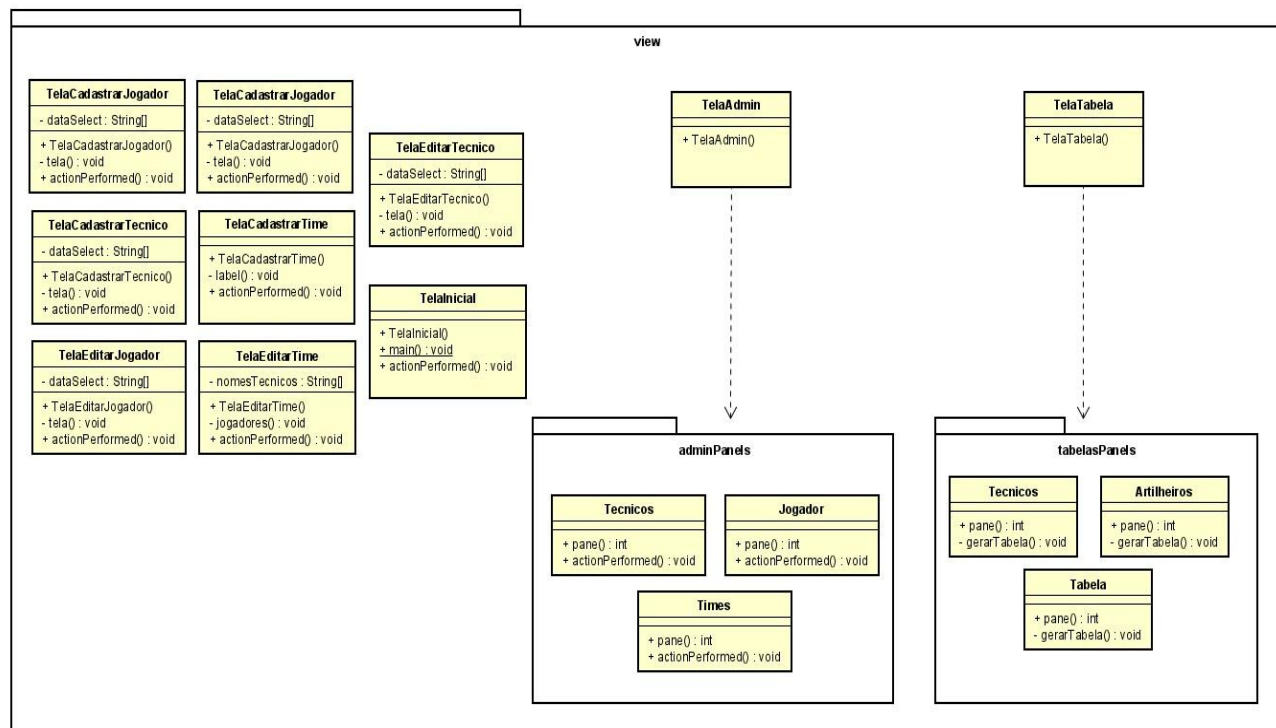 view
TelaCadastrarJogador
- dataSelect : String[]
+ TelaCadastrarJogador()
- tela() : void
+ actionPerformed() : void
TelaCadastrarJogador
- dataSelect : String[]
+ TelaCadastrarJogador()
- tela() : void
+ actionPerformed() : void
TelaEditarTecnico
- dataSelect : String[]
+ TelaEditarTecnico()
- tela() : void
+ actionPerformed() : void
TelaAdmin
+ TelaAdmin()
TelaTabela
+ TelaTabela()
TelaCadastrarTecnico
- dataSelect : String[]
+ TelaCadastrarTecnico()
- tela() : void
+ actionPerformed() : void
TelaCadastrarTime
+ TelaCadastrarTime()
- label() : void
+ actionPerformed() : void
TelaInicial
+ TelaInicial()
+ main() : void
+ actionPerformed() : void
TelaEditarJogador
- dataSelect : String[]
+ TelaEditarJogador()
- tela() : void
+ actionPerformed() : void
TelaEditarTime
- nomesTecnicos : String[]
+ TelaEditarTime()
- jogadores() : void
+ actionPerformed() : void
adminPanels
Tecnicos
+ pane() : int
+ actionPerformed() : void
Jogador
+ pane() : int
+ actionPerformed() : void
Times
+ pane() : int
+ actionPerformed() : void
tabelasPanels
Tecnicos
+ pane() : int
- gerarTabela() : void
Artilheiros
+ pane() : int
- gerarTabela() : void
Tabela
+ pane() : int
- gerarTabela() : void